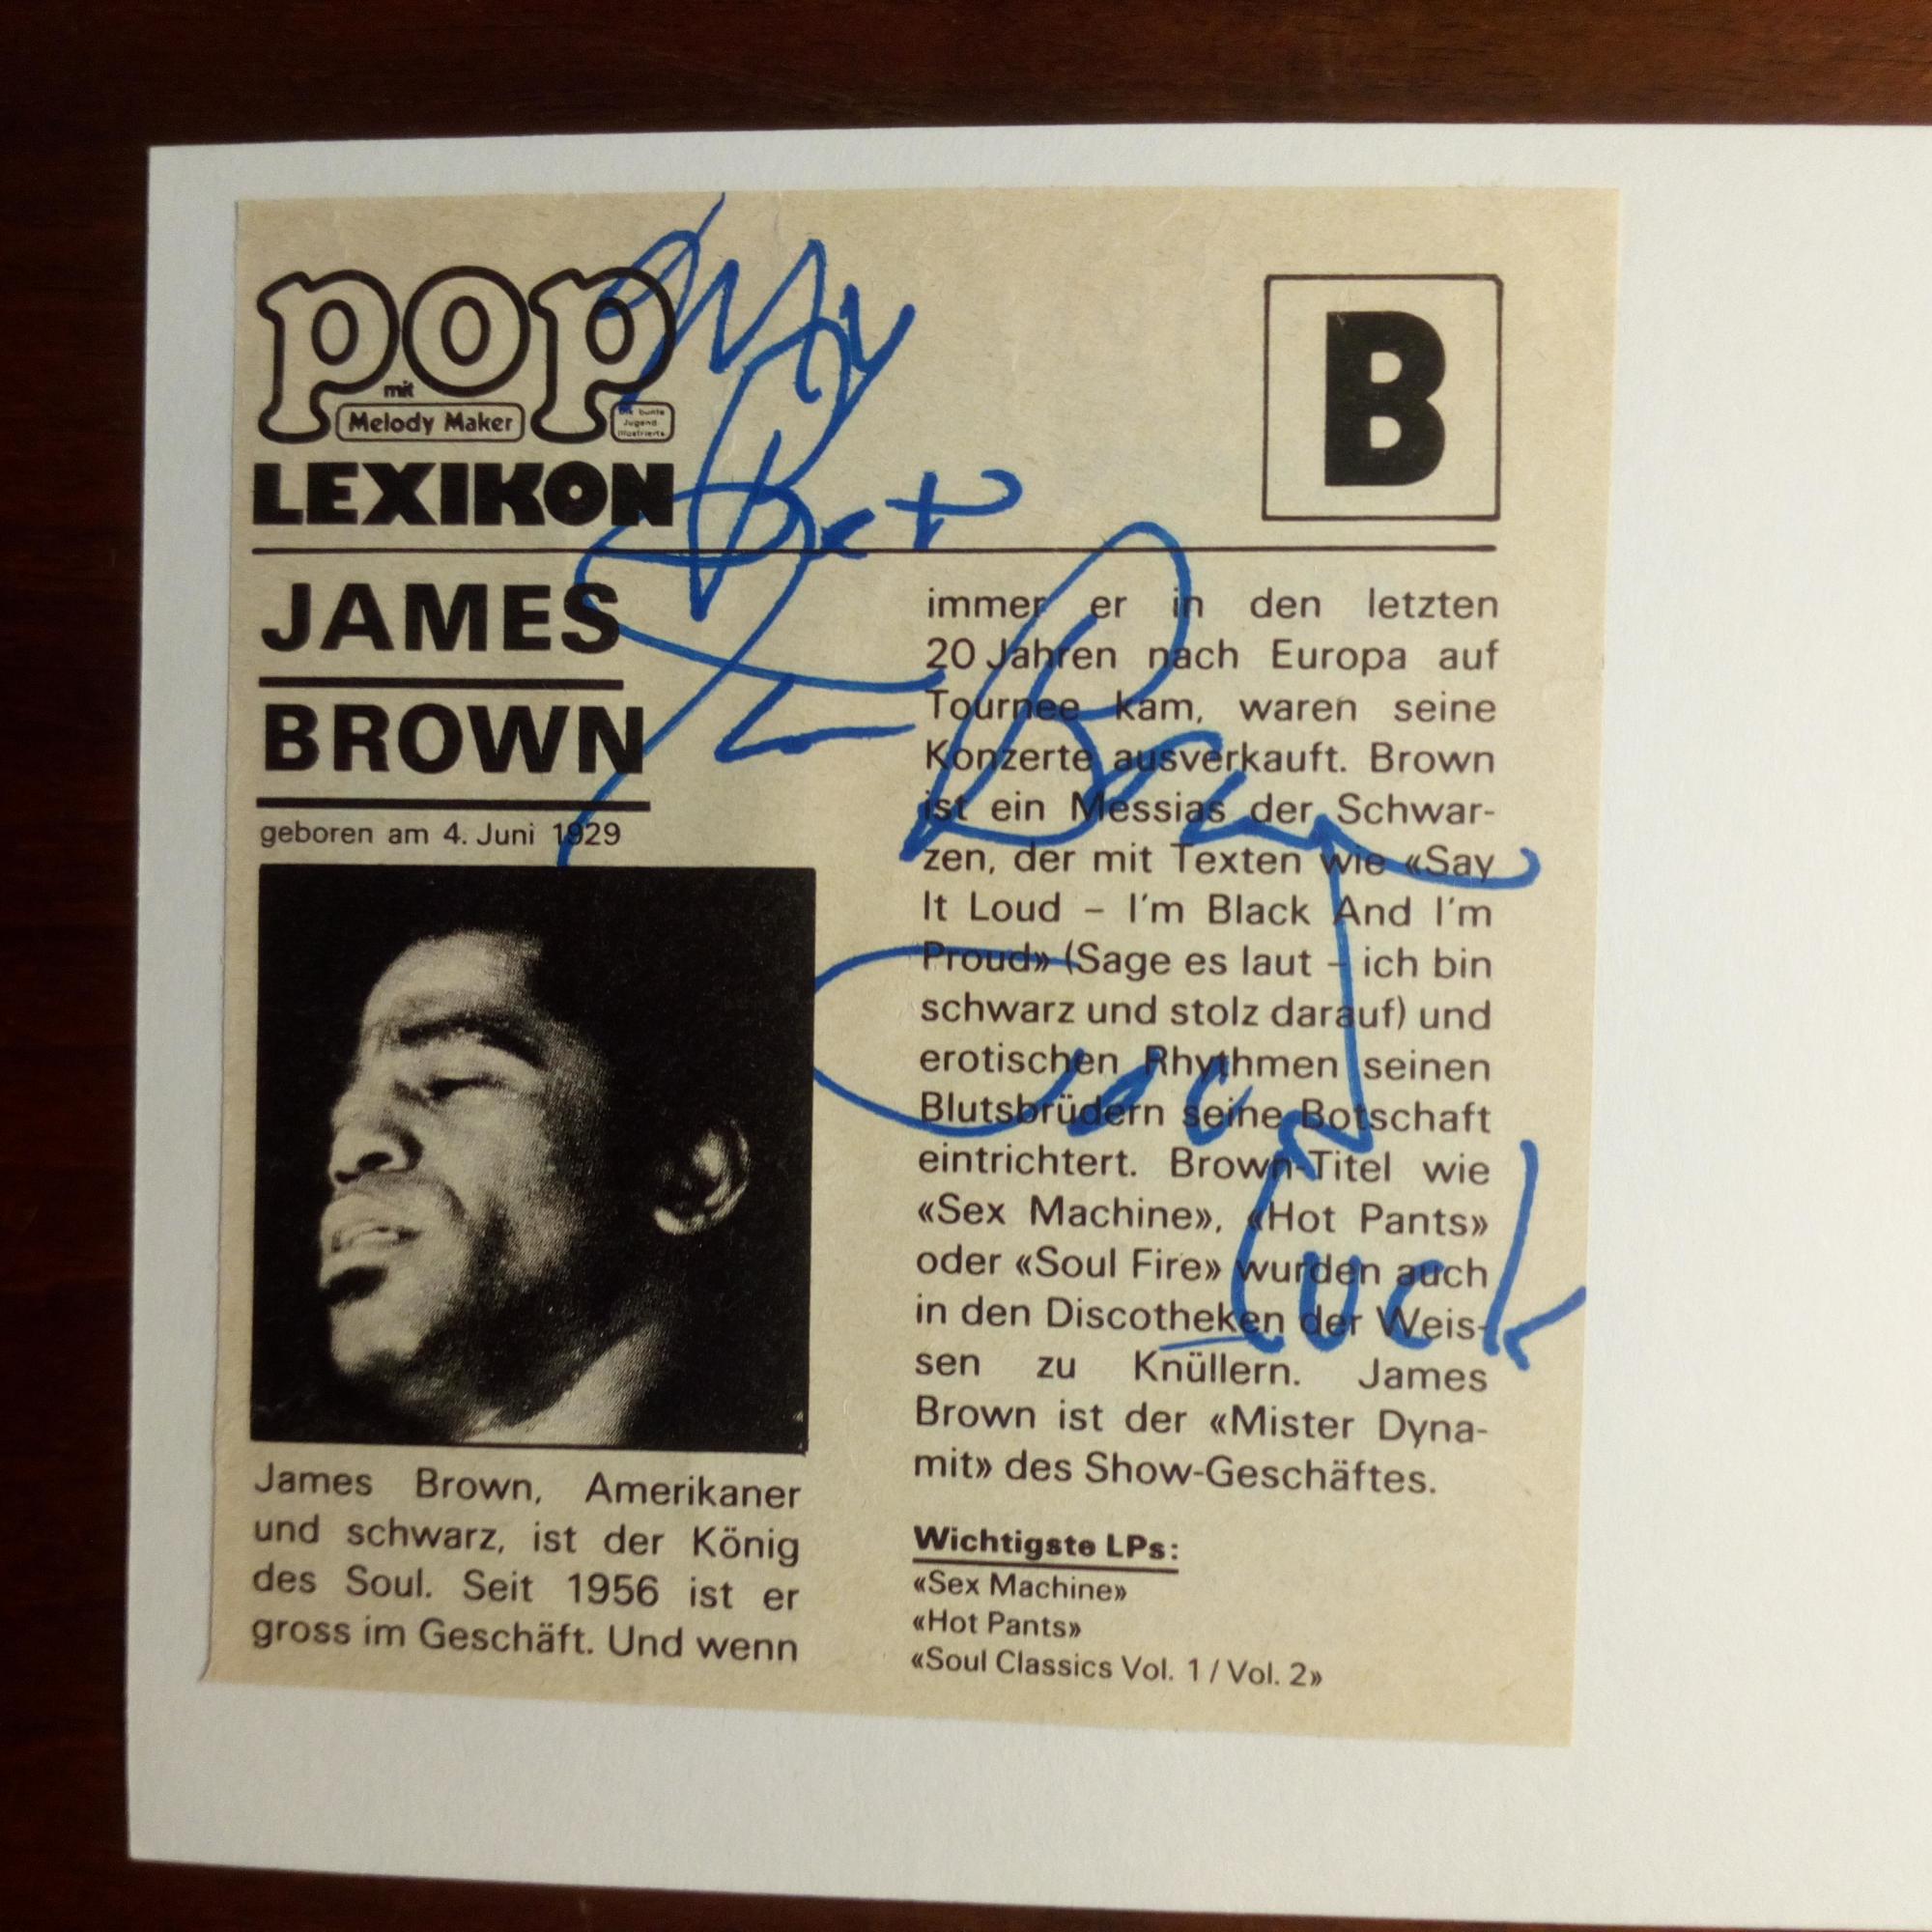 pop
mit
Melody Maker
Die bunte
Jugend
Illustrierte
LEXIKON
B
JAMES
BROWN
geboren am 4. Juni 1929
James Brown, Amerikaner
und schwarz, ist der König
des Soul. Seit 1956 ist er
gross im Geschäft. Und wenn
immer er in den letzten
20 Jahren nach Europa auf
Tournee kam, waren seine
Konzerte ausverkauft. Brown
ist ein Messias der Schwar-
zen, der mit Texten wie «Say
It Loud – I'm Black And I'm
Proud» (Sage es laut – ich bin
schwarz und stolz darauf) und
erotischen Rhythmen seinen
Blutsbrüdern seine Botschaft
eintrichtert. Brown-Titel wie
«Sex Machine», «Hot Pants»
oder «Soul Fire» wurden auch
in den Discotheken der Weis-
sen zu Knüllern. James
Brown ist der «Mister Dyna-
mit» des Show-Geschäftes.
Wichtigste LPs:
«Sex Machine»
«Hot Pants»
«Soul Classics Vol. 1 / Vol. 2»
My
Best
Good
Luck